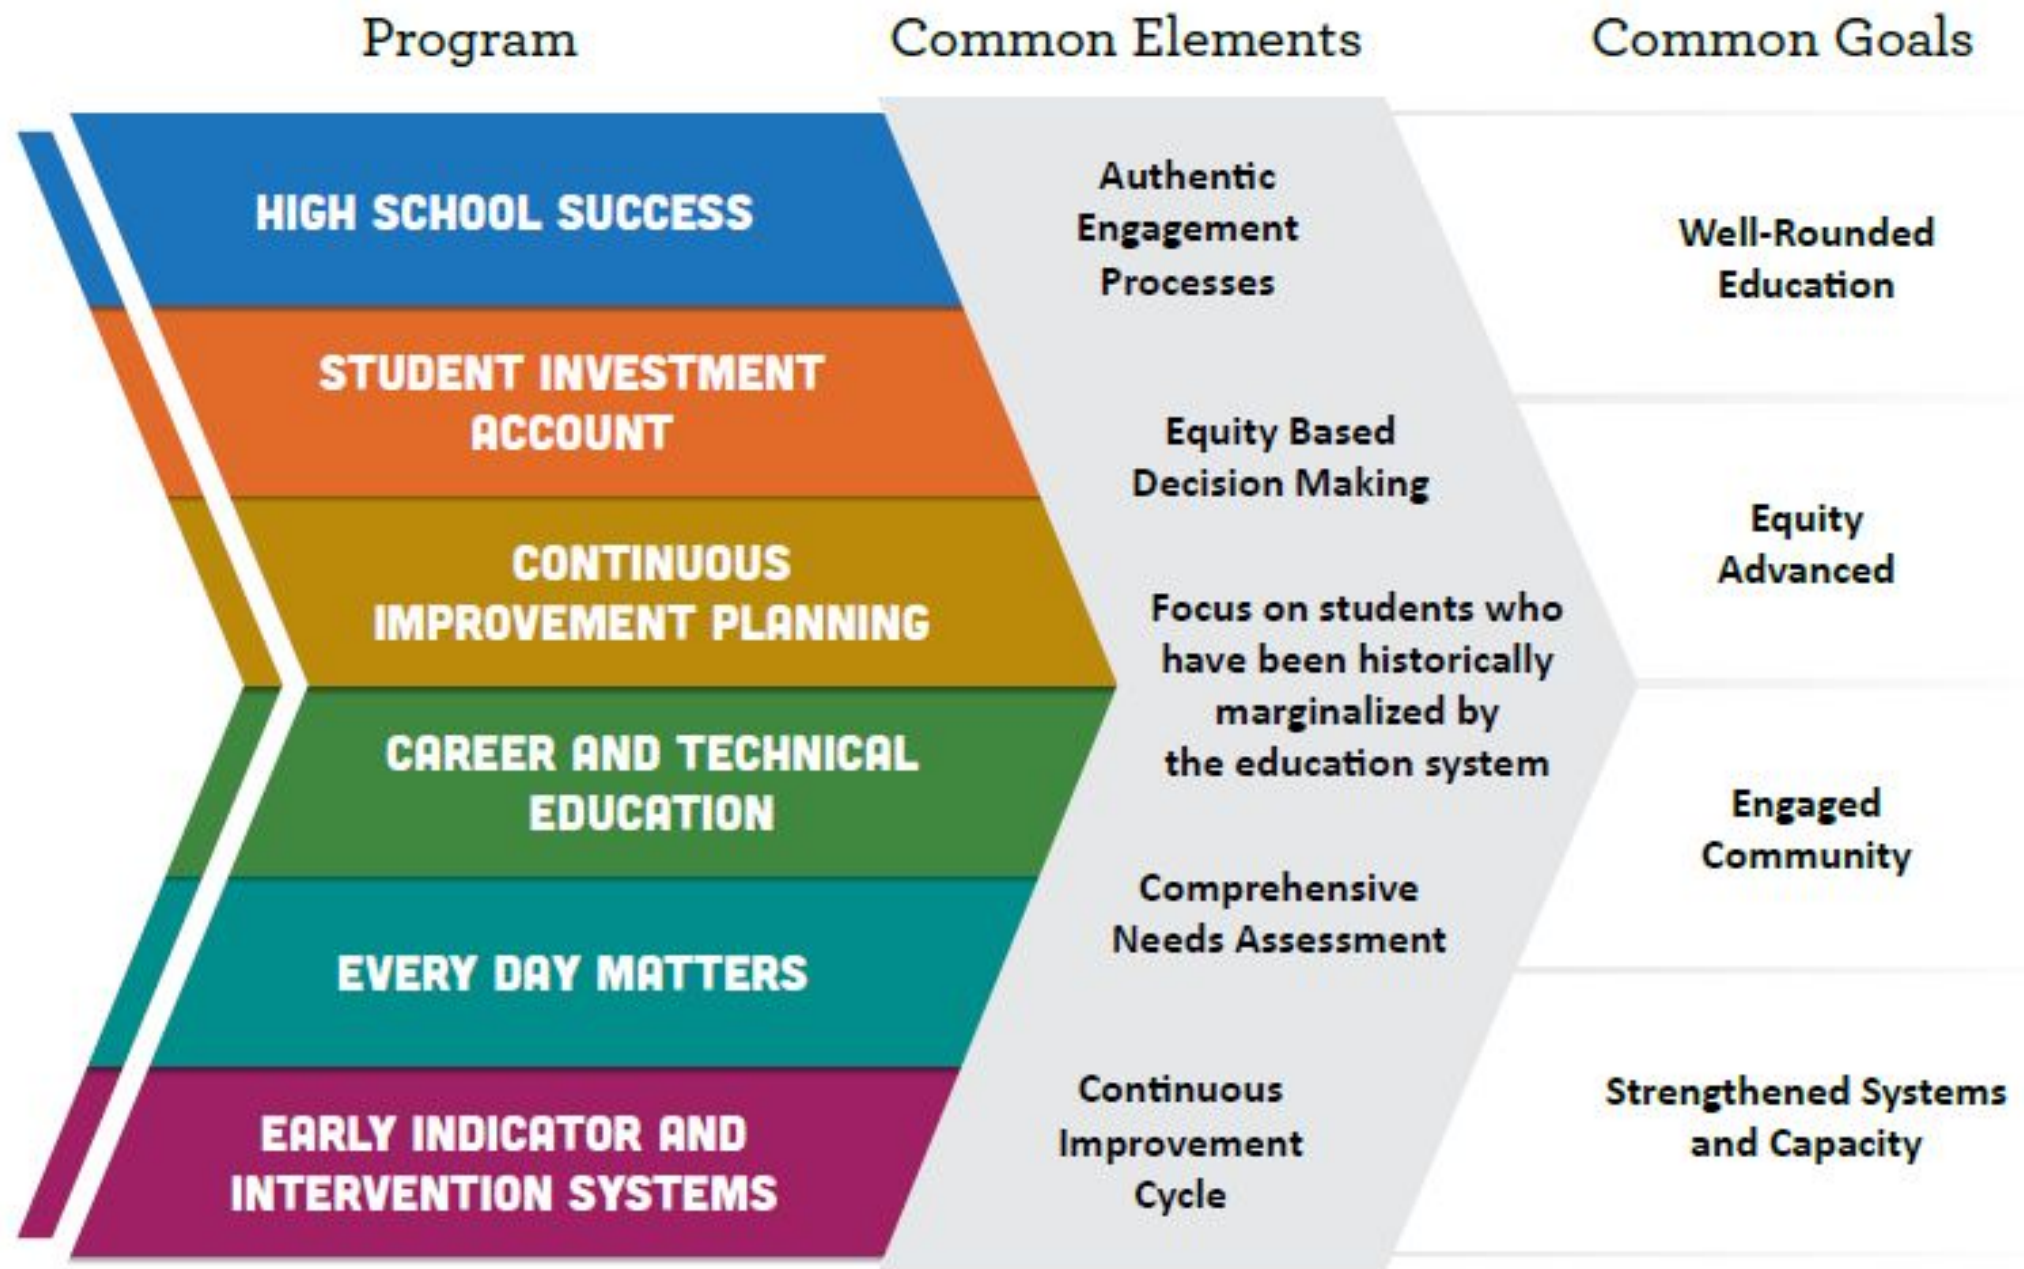 Program
Common Elements
Common Goals
HIGH SCHOOL SUCCESS
STUDENT INVESTMENT
ACCOUNT
CONTINUOUS
IMPROVEMENT PLANNING
CAREER AND TECHNICAL
EDUCATION
EVERY DAY MATTERS
EARLY INDICATOR AND
INTERVENTION SYSTEMS
Authentic
Engagement
Processes
Equity Based
Decision Making
Focus on students who
have been historically
marginalized by
the education system
Comprehensive
Needs Assessment
Continuous
Improvement
Cycle
Well-Rounded
Education
Equity
Advanced
Engaged
Community
Strengthened Systems
and Capacity